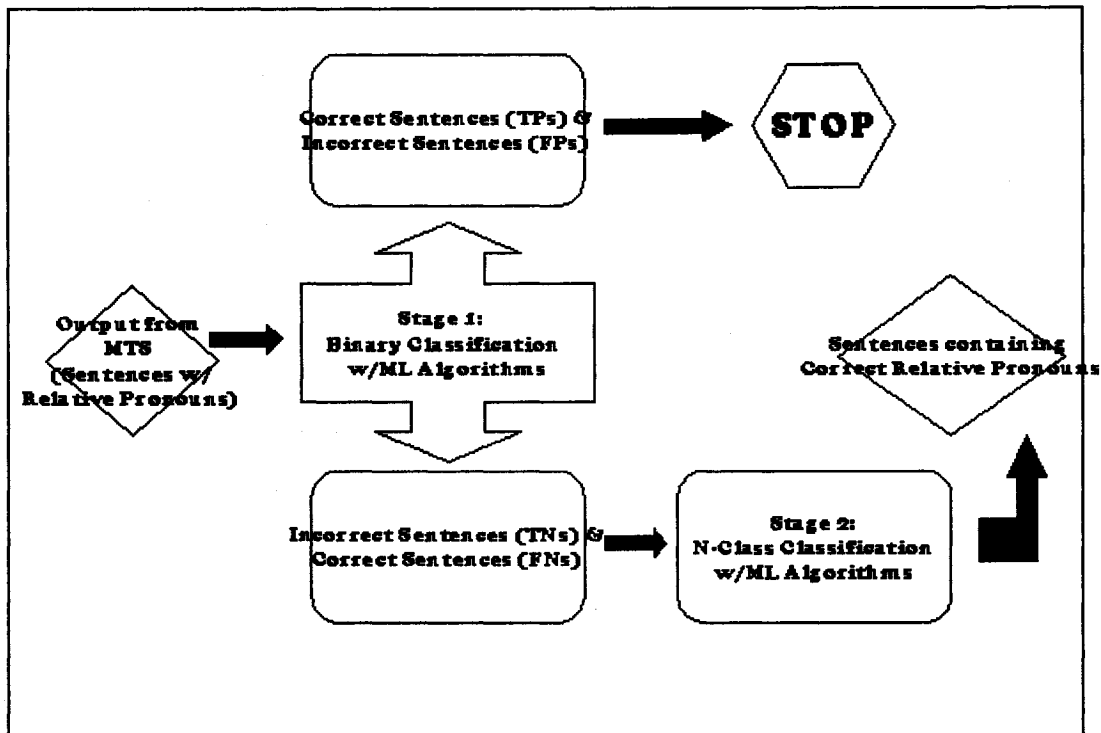 Correct Sentences (TPs) &
Incorrect Sentences (FPs)
STOP
Output from
MTS
(Sentences w/
Relative Pronouns)
Stage 1:
Binary Classification
w/ML Algorithms
Sentences containing
Correct Relative Pronouns
Incorrect Sentences (TNs) &
Correct Sentences (FNs)
Stage 2:
N-Class Classification
w/ML Algorithms